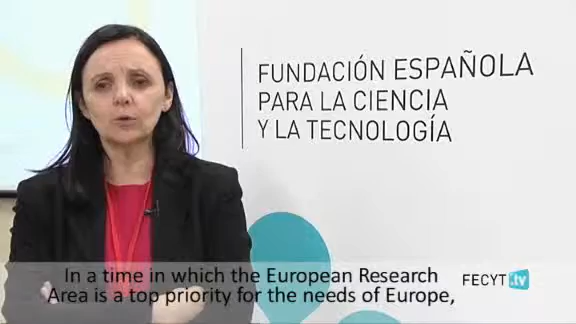 FUNDACIÓN ESPAÑOLA
PARA LA CIENCIA
Y LA TECNOLOGÍA
In a time in which the European Research
Area is a top priority for the needs of Europe,
FECYT.tv